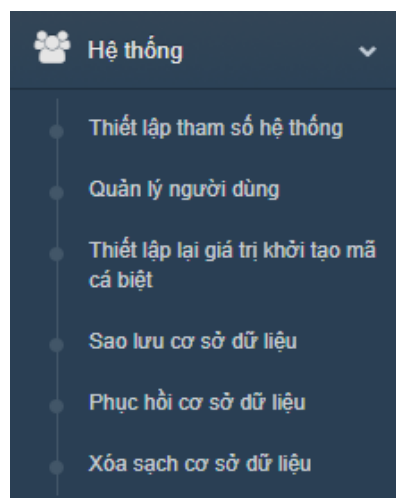 Hệ thống
Thiết lập tham số hệ thống
Quản lý người dùng
Thiết lập lại giá trị khởi tạo mã
cá biệt
Sao lưu cơ sở dữ liệu
Phục hồi cơ sở dữ liệu
Xóa sạch cơ sở dữ liệu